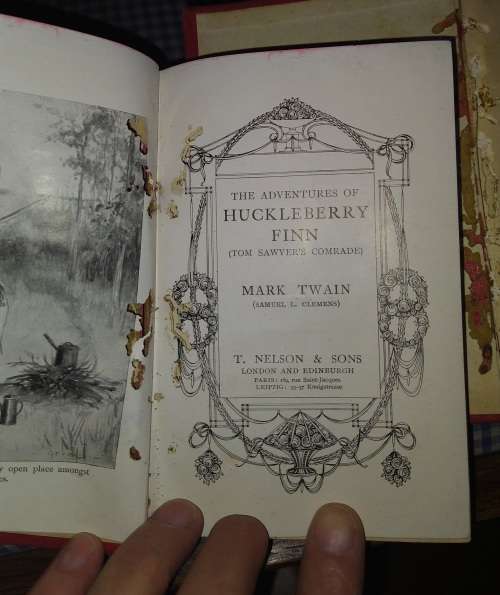 y open place amongst
es.
THE ADVENTURES OF
HUCKLEBERRY
FINN
(TOM SAWYER'S COMRADE)
MARK TWAIN
(SAMUEL L. CLEMENS)
T. NELSON & SONS
LONDON AND EDINBURGH
PARIS: 189, rue Saint-Jacques
LEIPZIG: 35-37 Königstrasse